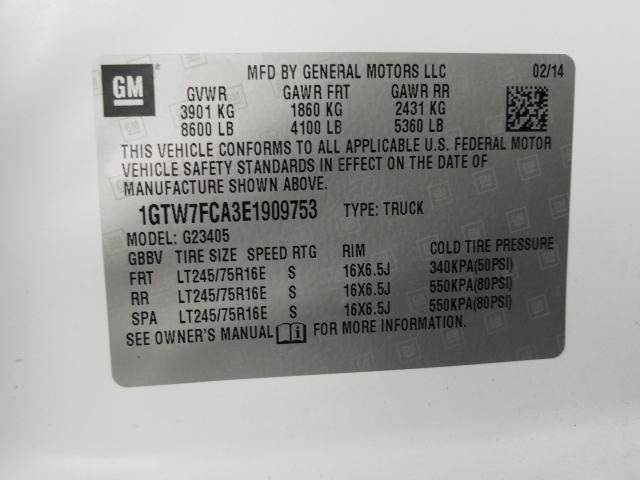 GM
MFD BY GENERAL MOTORS LLC 02/14
GVWR GAWR FRT GAWR RR
3901 KG 1860 KG 2431 KG
8600 LB 4100 LB 5360 LB
THIS VEHICLE CONFORMS TO ALL APPLICABLE U.S. FEDERAL MOTOR
VEHICLE SAFETY STANDARDS IN EFFECT ON THE DATE OF
MANUFACTURE SHOWN ABOVE.
1GTW7FCA3E1909753 TYPE: TRUCK
MODEL: G23405
GBBV TIRE SIZE SPEED RTG RIM COLD TIRE PRESSURE
FRT LT245/75R16E S 16X6.5J 340KPA(50PSI)
RR LT245/75R16E S 16X6.5J 550KPA(80PSI)
SPA LT245/75R16E S 16X6.5J 550KPA(80PSI)
SEE OWNER'S MANUAL FOR MORE INFORMATION.